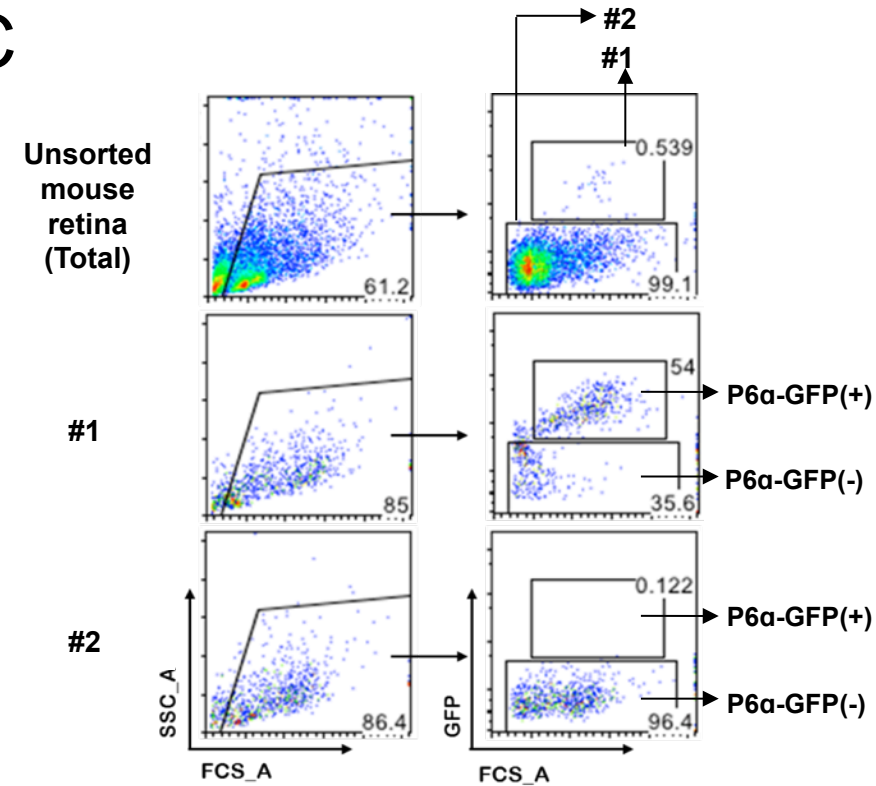 C
#2
#1
Unsorted
mouse
retina
(Total)
61.2
0.539
99.1
#1
85
54
35.6
P6α-GFP(+)
P6α-GFP(-)
#2
86.4
0.122
96.4
P6α-GFP(+)
P6α-GFP(-)
SSC_A
FCS_A
GFP
FCS_A